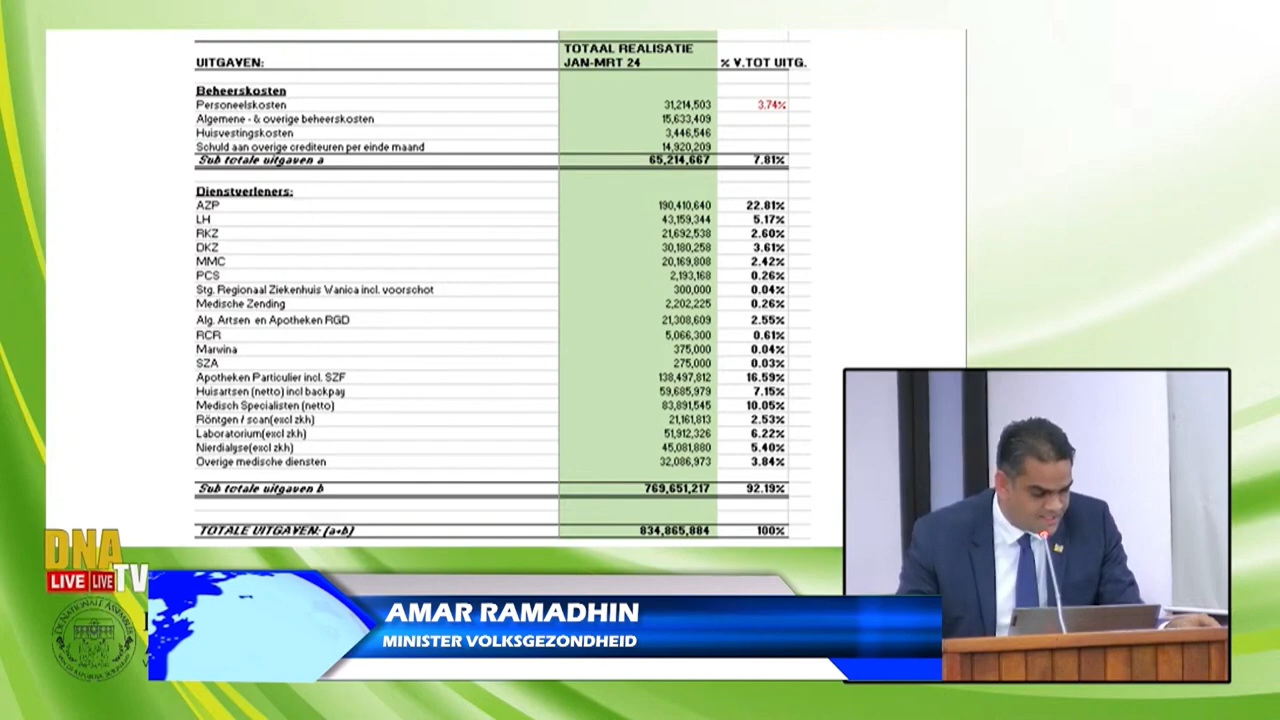 TOTAAL REALISATIE
UITGAVEN: JAN-MRT 24 % V.TOT UITG.
Beheerskosten
Personeelskosten 31,214,503 3.74%
Algemene - & overige beheerskosten 15,633,409
Huisvestingskosten 3,446,546
Schuld aan overige crediteuren per einde maand 14,920,209
Sub totale uitgaven a 65,214,667 7.81%
Dienstverleners:
AZP 190,410,640 22.81%
LH 43,159,344 5.17%
RKZ 21,692,538 2.60%
DKZ 30,180,258 3.61%
MMC 20,169,808 2.42%
PCS 2,193,168 0.26%
Stg. Regionaal Ziekenhuis Wanica incl. voorschot 300,000 0.04%
Medische Zending 2,202,225 0.26%
Alg. Artsen en Apotheken RGD 21,308,609 2.55%
RCR 5,066,300 0.61%
Marwina 375,000 0.04%
SZA 275,000 0.03%
Apotheken Particulier incl. SZF 138,497,812 16.59%
Huisartsen (netto) incl backpay 59,685,979 7.15%
Medisch Specialisten (netto) 83,891,545 10.05%
Röntgen / scan(excl zkh) 21,161,813 2.53%
Laboratorium(excl zkh) 51,912,326 6.22%
Nierdialyse(excl zkh) 45,081,880 5.40%
Overige medische diensten 32,086,973 3.84%
Sub totale uitgaven b 769,651,217 92.19%
TOTALE UITGAVEN: (a+b) 834,865,884 100%
DNA
LIVE LIVE TV
AMAR RAMADHIN
MINISTER VOLKSGEZONDHEID